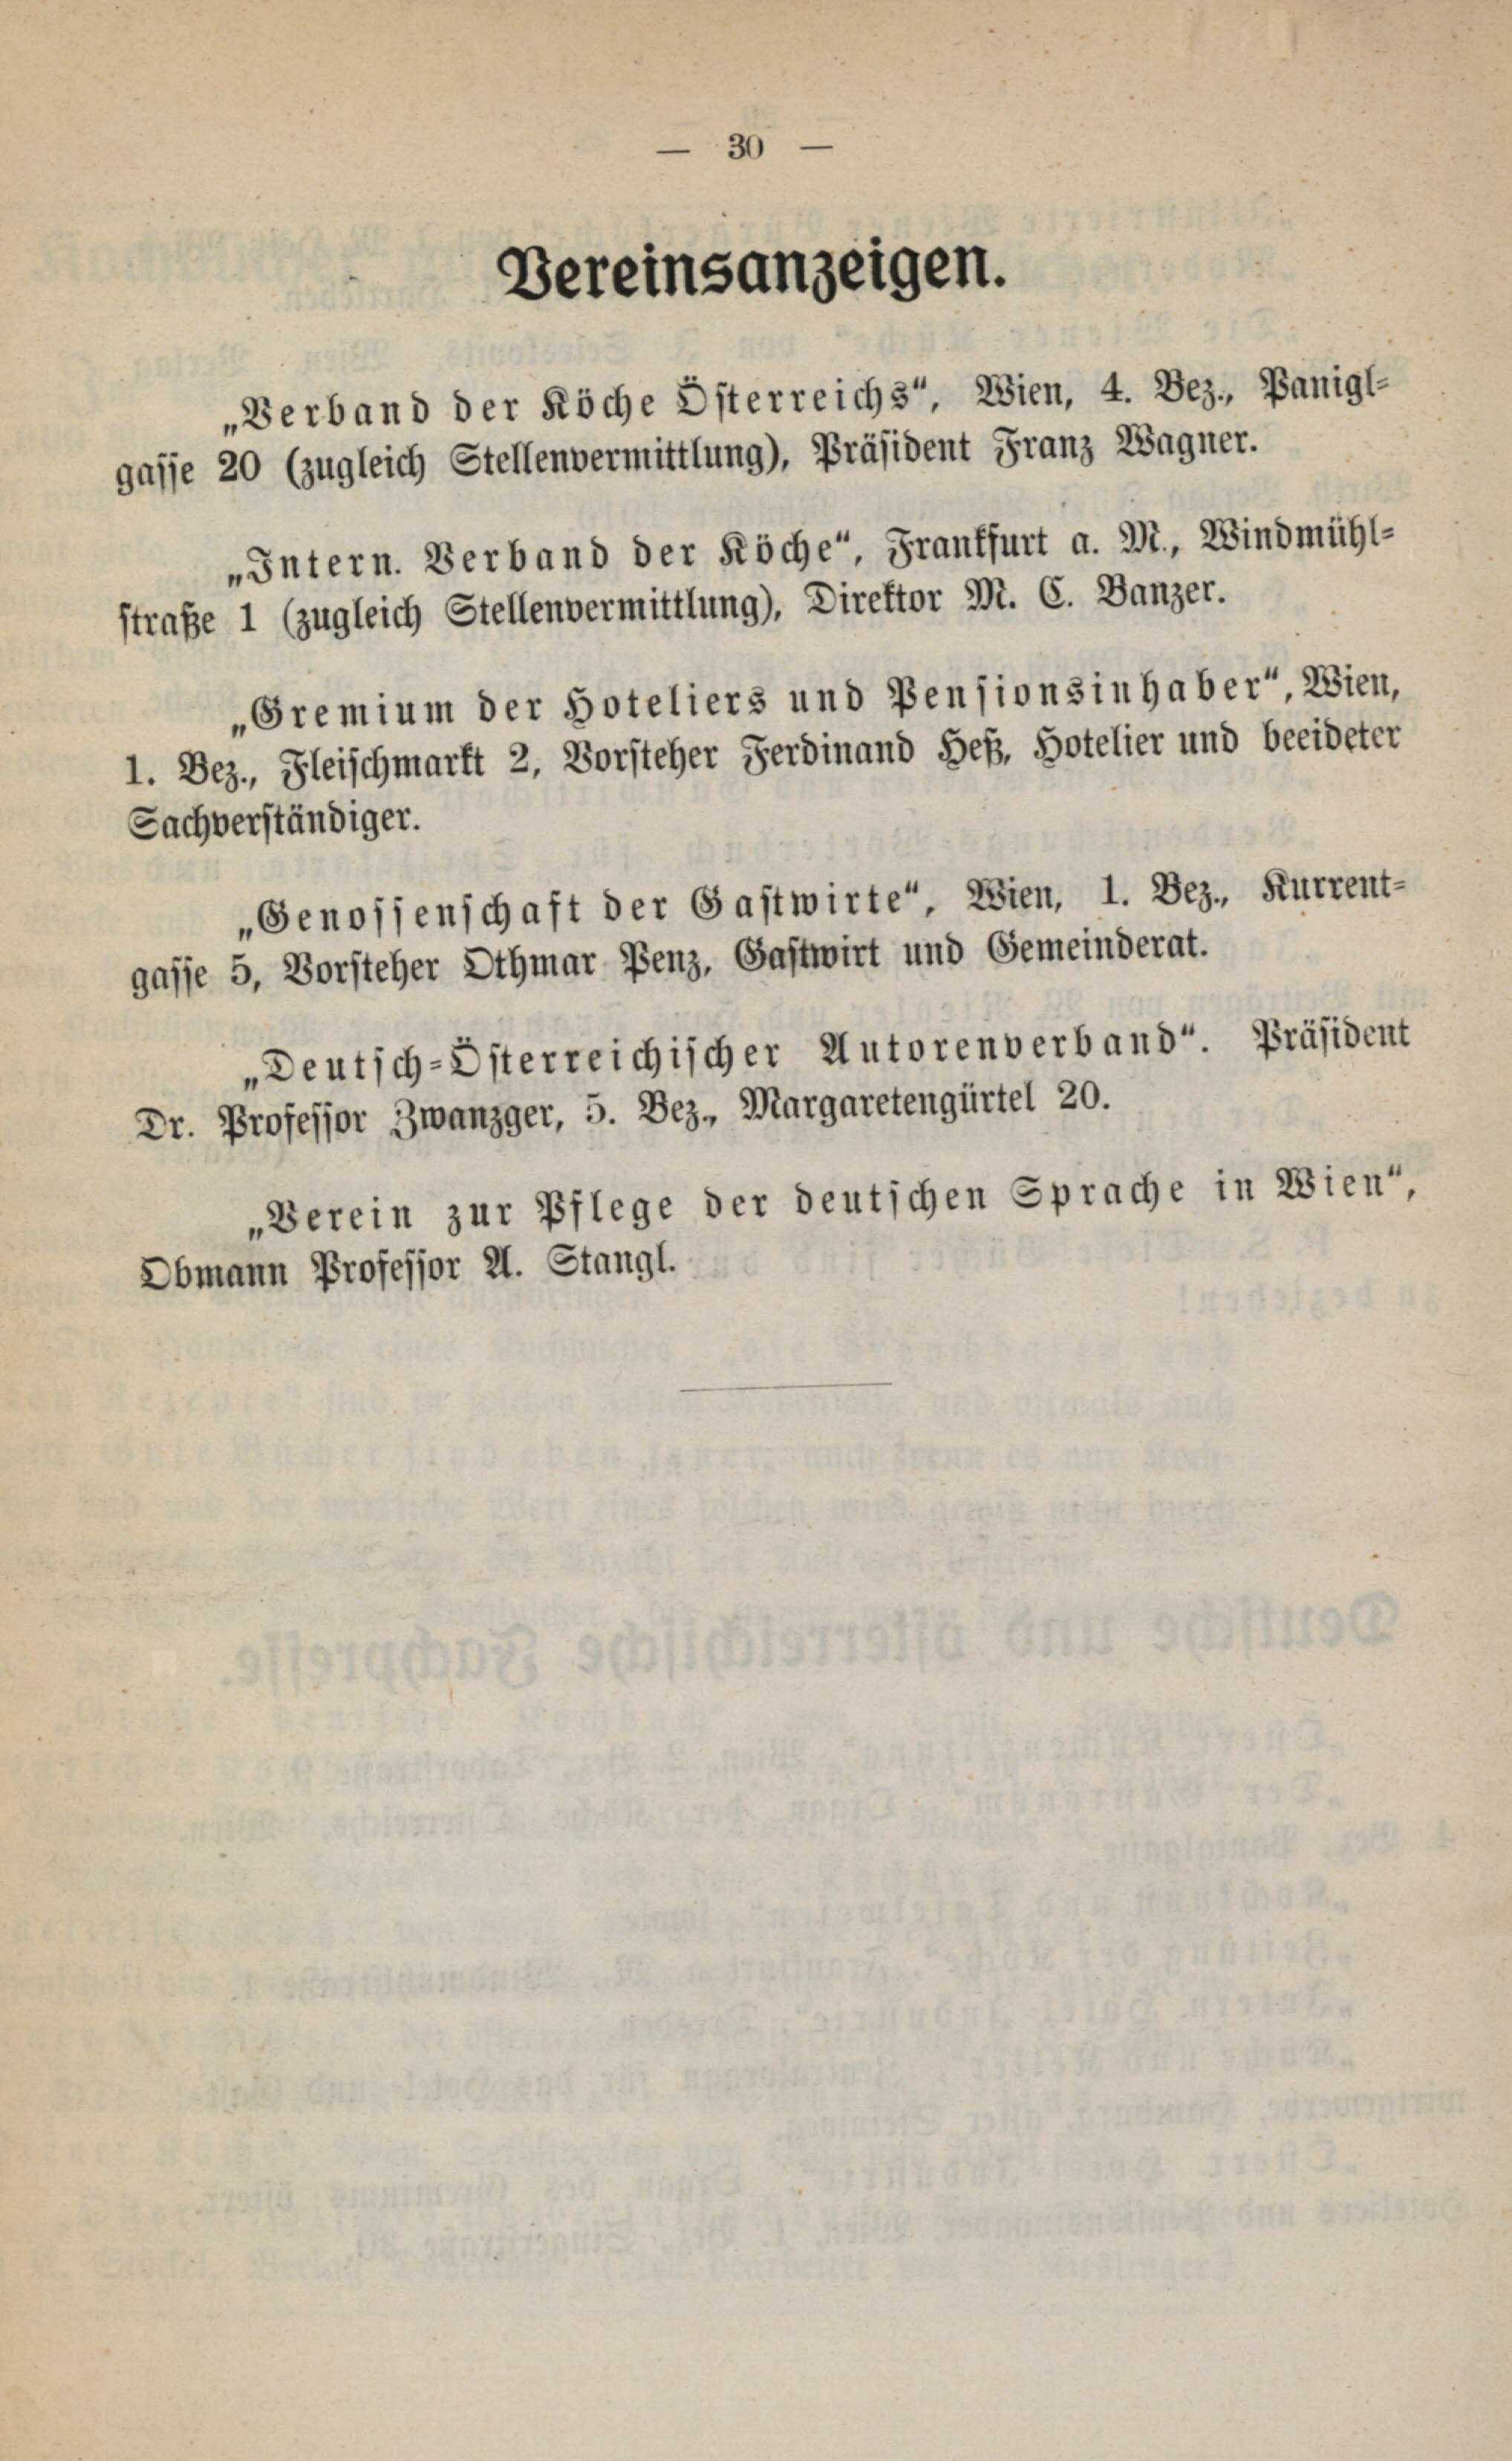 — 30 —
Vereinsanzeigen.
„Verband der Köche Österreichs“, Wien, 4. Bez., Panigl-
gasse 20 (zugleich Stellenvermittlung), Präsident Franz Wagner.
„Intern. Verband der Köche“, Frankfurt a. M., Windmühl-
straße 1 (zugleich Stellenvermittlung), Direktor M. C. Banzer.
„Gremium der Hoteliers und Pensionsinhaber“, Wien,
1. Bez., Fleischmarkt 2, Vorsteher Ferdinand Heß, Hotelier und beeideter
Sachverständiger.
„Genossenschaft der Gastwirte“, Wien, 1. Bez., Kurrent-
gasse 5, Vorsteher Othmar Penz, Gastwirt und Gemeinderat.
„Deutsch-Österreichischer Autorenverband“. Präsident
Dr. Professor Zwanzger, 5. Bez., Margaretengürtel 20.
„Verein zur Pflege der deutschen Sprache in Wien“,
Obmann Professor A. Stangl.